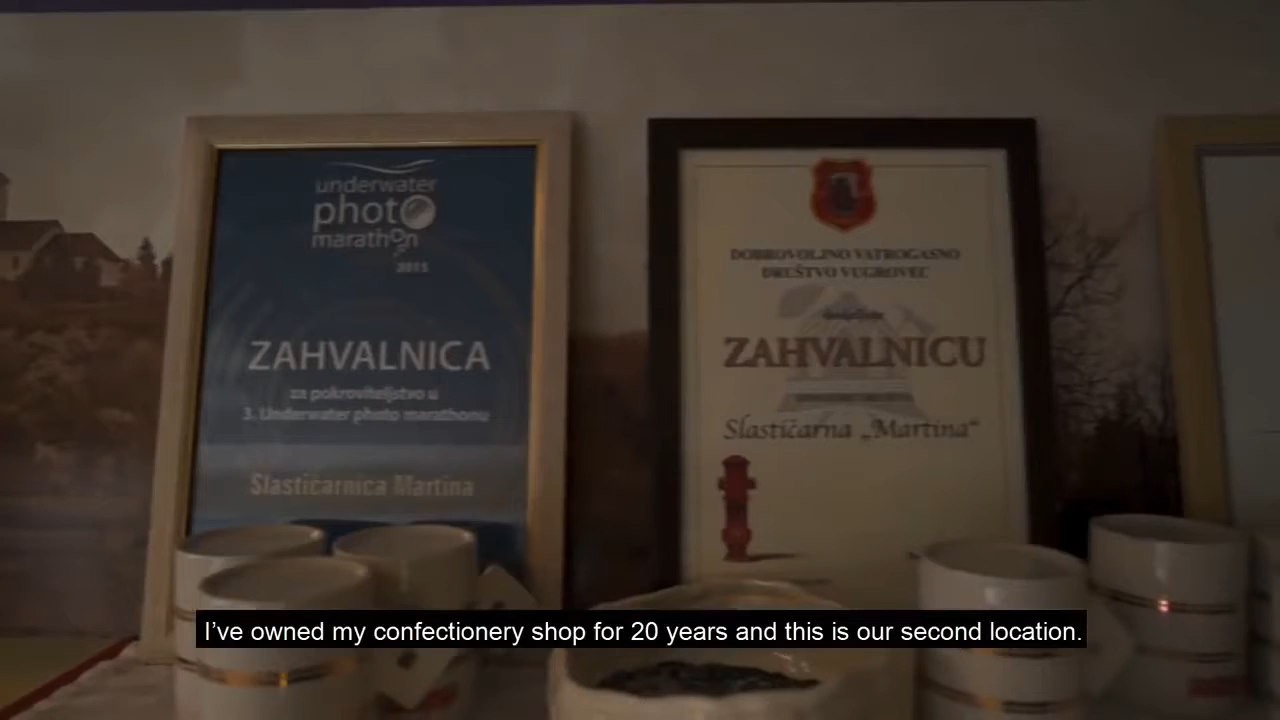 underwater
photo
marathon
2015
ZAHVALNICA
za pokroviteljstvo u
3. Underwater photo marathonu
Slastičarnica Martina
DOBROVOLJNO VATROGASNO
DRUŠTVO VUGROVEC
ZAHVALNICU
Slastičarna „Martina“
I’ve owned my confectionery shop for 20 years and this is our second location.